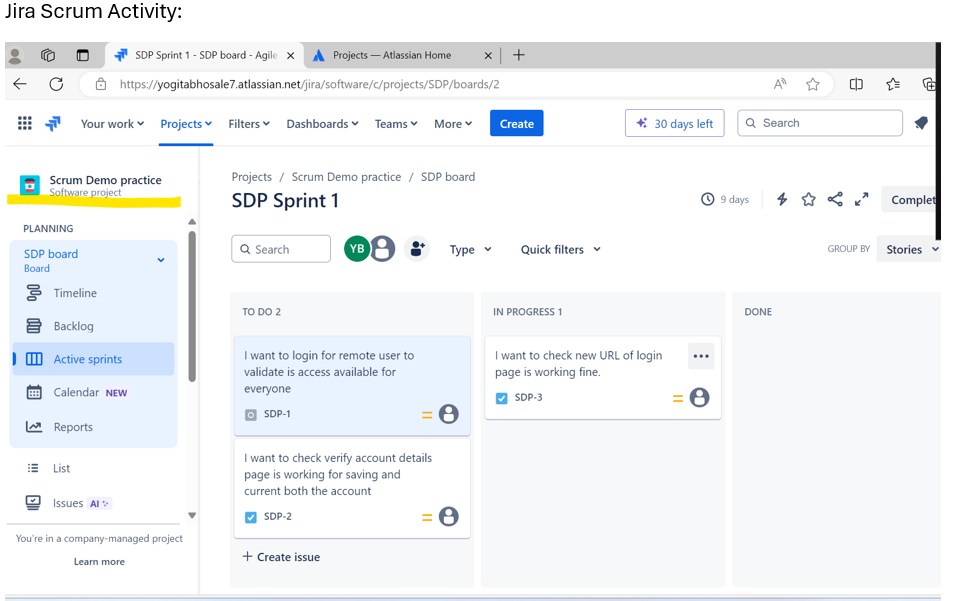 Jira Scrum Activity:
SDP Sprint 1 - SDP board - Agile
Projects — Atlassian Home
https://yogitabhosale7.atlassian.net/jira/software/c/projects/SDP/boards/2
Your work
Projects
Filters
Dashboards
Teams
More
Create
30 days left
Search
Scrum Demo practice
Software project
PLANNING
SDP board
Board
Timeline
Backlog
Active sprints
Calendar NEW
Reports
List
Issues AI
You're in a company-managed project
Learn more
Projects / Scrum Demo practice / SDP board
SDP Sprint 1
9 days
Complet
Search
YB
Type
Quick filters
GROUP BY
Stories
TO DO 2
I want to login for remote user to
validate is access available for
everyone
SDP-1
I want to check verify account details
page is working for saving and
current both the account
SDP-2
+ Create issue
IN PROGRESS 1
I want to check new URL of login
page is working fine.
SDP-3
DONE